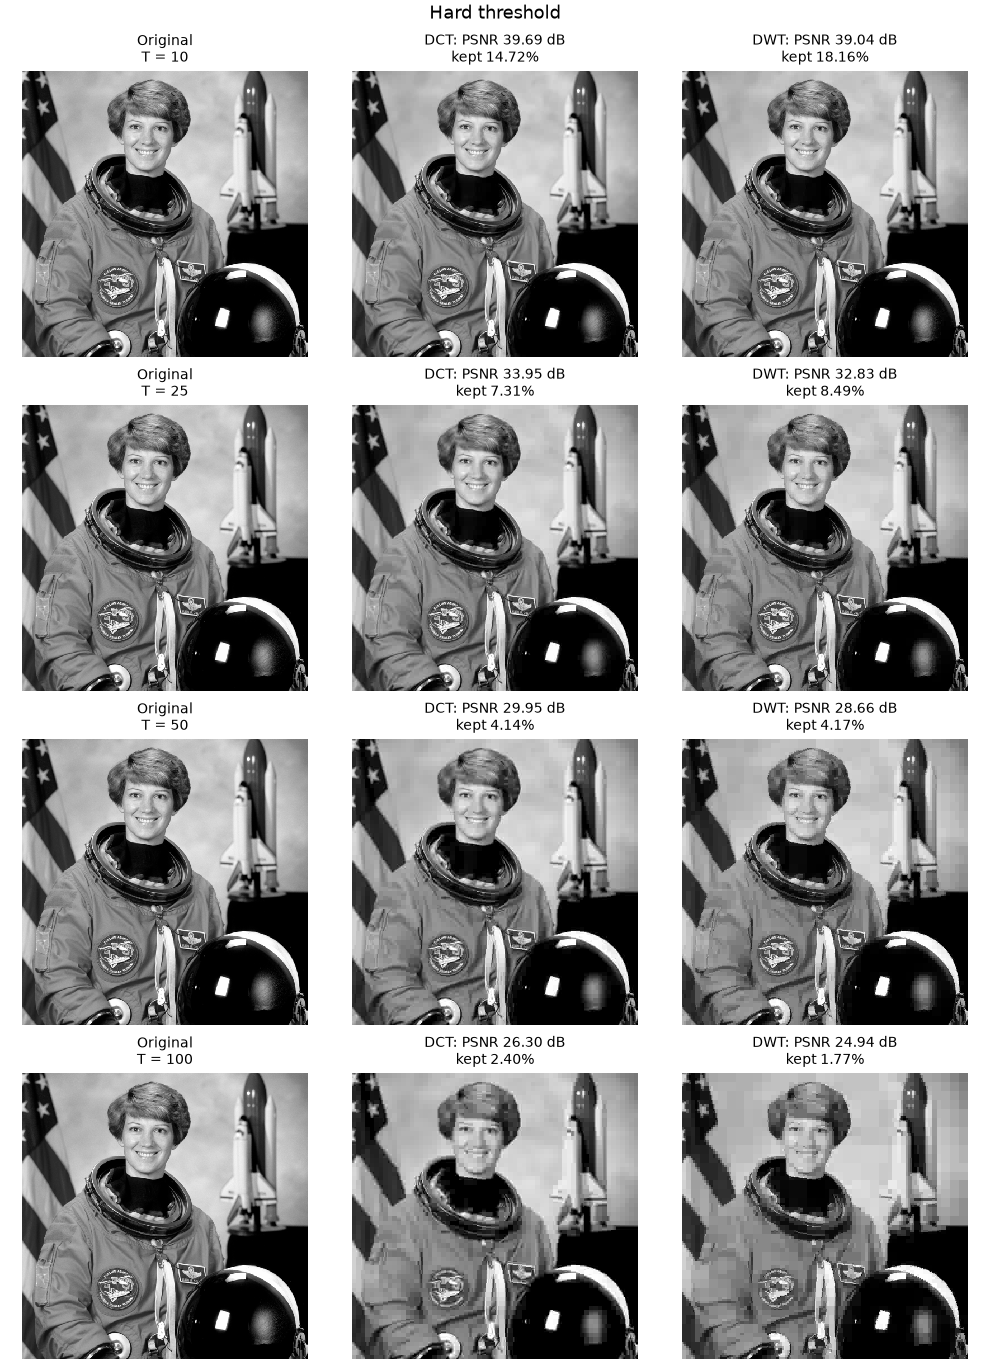 Hard threshold
Original
T = 10
DCT: PSNR 39.69 dB
kept 14.72%
DWT: PSNR 39.04 dB
kept 18.16%
Original
T = 25
DCT: PSNR 33.95 dB
kept 7.31%
DWT: PSNR 32.83 dB
kept 8.49%
Original
T = 50
DCT: PSNR 29.95 dB
kept 4.14%
DWT: PSNR 28.66 dB
kept 4.17%
Original
T = 100
DCT: PSNR 26.30 dB
kept 2.40%
DWT: PSNR 24.94 dB
kept 1.77%